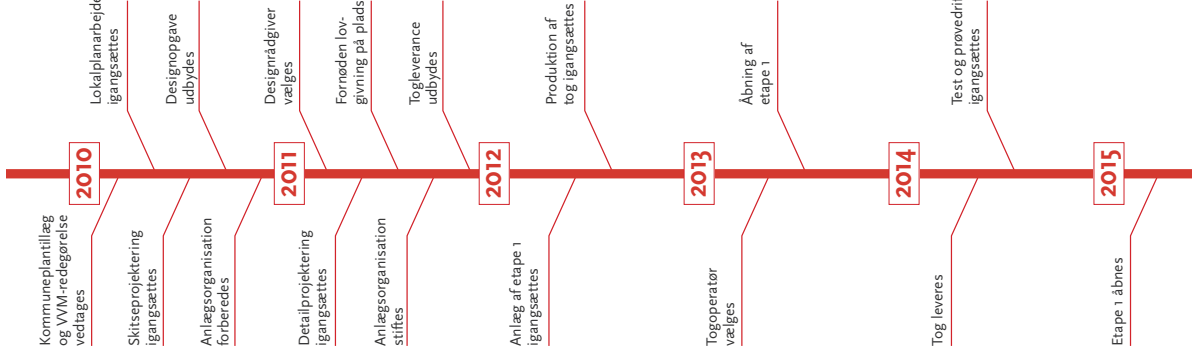 2010
2011
2012
2013
2014
2015
Lokalplanarbejde
igangsættes
Designopgave
udbydes
Designrådgiver
vælges
Fornøden lov-
givning på plads
Togleverance
udbydes
Produktion af
tog igangsættes
Åbning af
etape 1
Test og prøvedrift
igangsættes
Kommuneplantillæg
og VVM-redegørelse
vedtages
Skitseprojektering
igangsættes
Anlægsorganisation
forberedes
Detailprojektering
igangsættes
Anlægsorganisation
stiftes
Anlæg af etape 1
igangsættes
Togoperatør
vælges
Tog leveres
Etape 1 åbnes